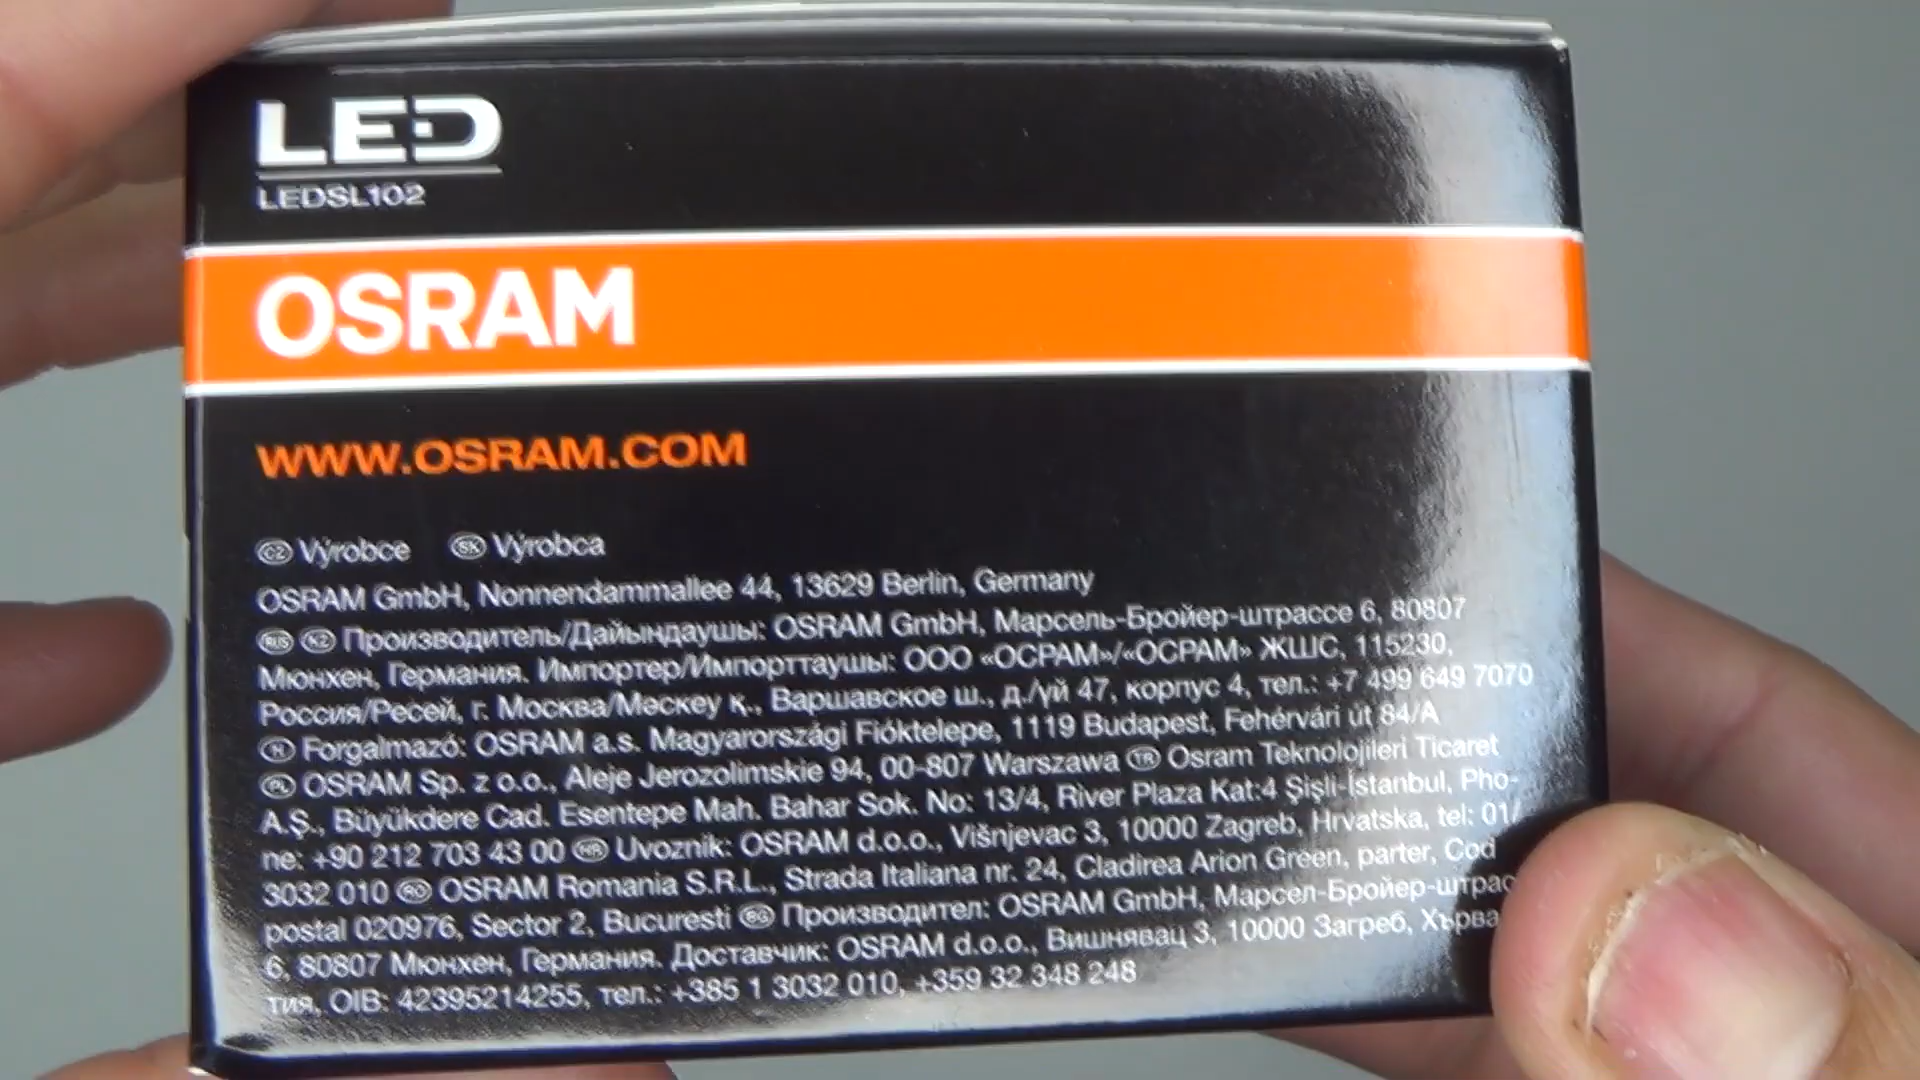 LED
LEDSL102
OSRAM
WWW.OSRAM.COM
CZ Výrobce SK Výrobca
OSRAM GmbH, Nonnendammallee 44, 13629 Berlin, Germany
RUS KZ Производитель/Дайындаушы: OSRAM GmbH, Марсель-Бройер-штрассе 6, 80807
Мюнхен, Германия. Импортер/Импорттаушы: ООО «ОСРАМ»/«ОСРАМ» ЖШС, 115230,
Россия/Ресей, г. Москва/Мәскеу қ., Варшавское ш., д./үй 47, корпус 4, тел.: +7 499 649 7070
H Forgalmazó: OSRAM a.s. Magyarországi Fióktelepe, 1119 Budapest, Fehérvári út 84/A
PL OSRAM Sp. z o.o., Aleje Jerozolimskie 94, 00-807 Warszawa TR Osram Teknolojileri Ticaret
A.Ş., Büyükdere Cad. Esentepe Mah. Bahar Sok. No: 13/4, River Plaza Kat:4 Şişli-İstanbul, Pho-
ne: +90 212 703 43 00 HR Uvoznik: OSRAM d.o.o., Višnjevac 3, 10000 Zagreb, Hrvatska, tel: 01/
3032 010 RO OSRAM Romania S.R.L., Strada Italiana nr. 24, Cladirea Arion Green, parter, Cod
postal 020976, Sector 2, Bucuresti BG Производител: OSRAM GmbH, Марсел-Бройер-штрас
6, 80807 Мюнхен, Германия. Доставчик: OSRAM d.o.o., Вишнявац 3, 10000 Загреб, Хърва
тия, OIB: 42395214255, тел.: +385 1 3032 010, +359 32 348 248